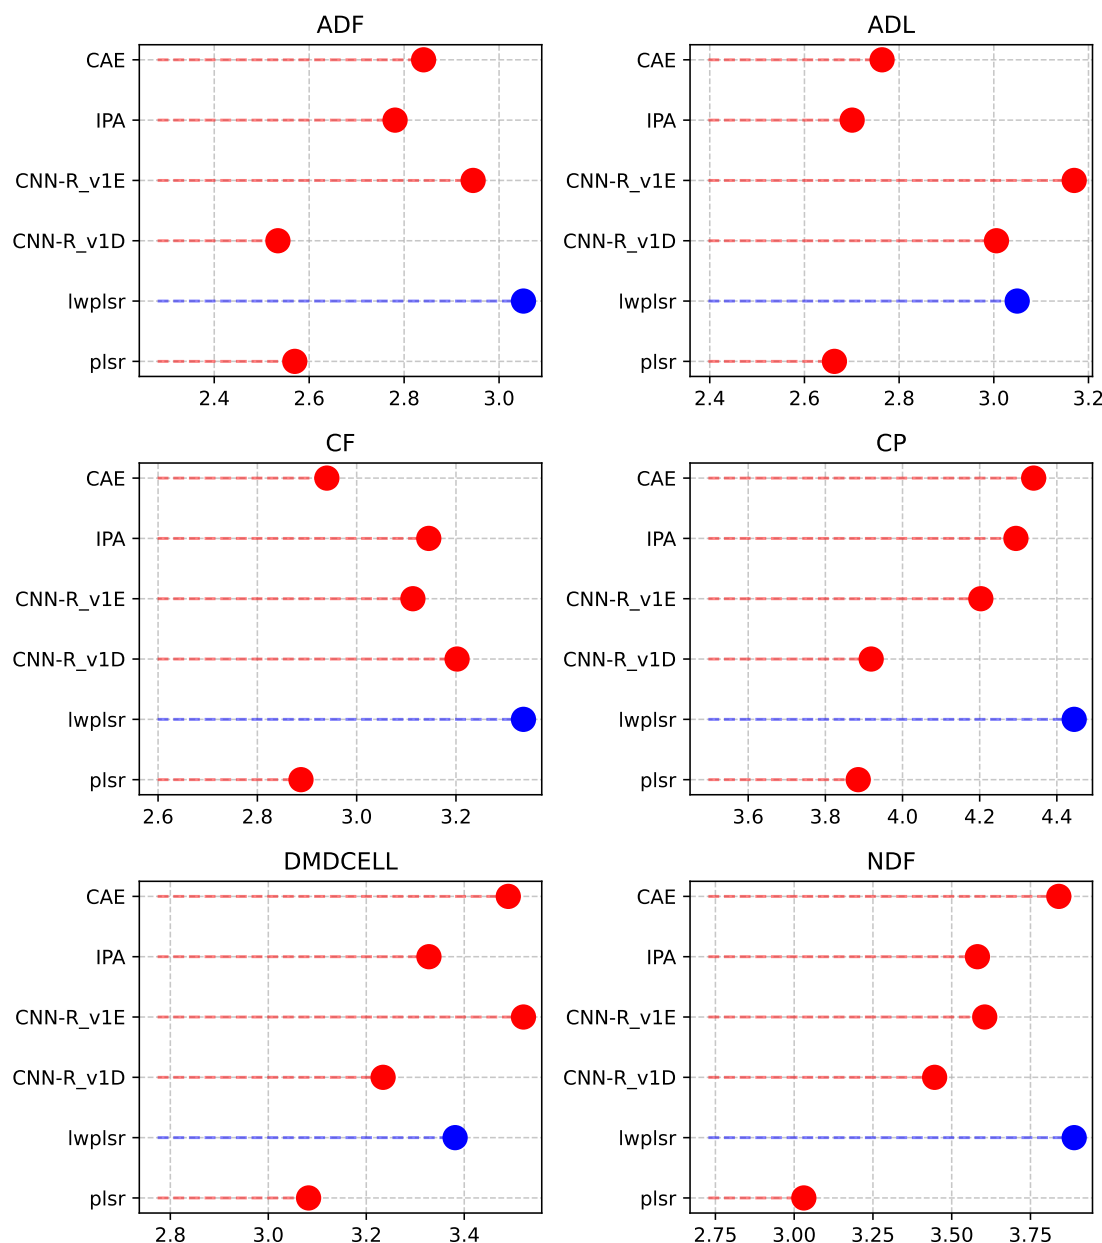 ADF
CAE
IPA
CNN-R_v1E
CNN-R_v1D
lwplsr
plsr
2.4 2.6 2.8 3.0
ADL
CAE
IPA
CNN-R_v1E
CNN-R_v1D
lwplsr
plsr
2.4 2.6 2.8 3.0 3.2
CF
CAE
IPA
CNN-R_v1E
CNN-R_v1D
lwplsr
plsr
2.6 2.8 3.0 3.2
CP
CAE
IPA
CNN-R_v1E
CNN-R_v1D
lwplsr
plsr
3.6 3.8 4.0 4.2 4.4
DMDCELL
CAE
IPA
CNN-R_v1E
CNN-R_v1D
lwplsr
plsr
2.8 3.0 3.2 3.4
NDF
CAE
IPA
CNN-R_v1E
CNN-R_v1D
lwplsr
plsr
2.75 3.00 3.25 3.50 3.75